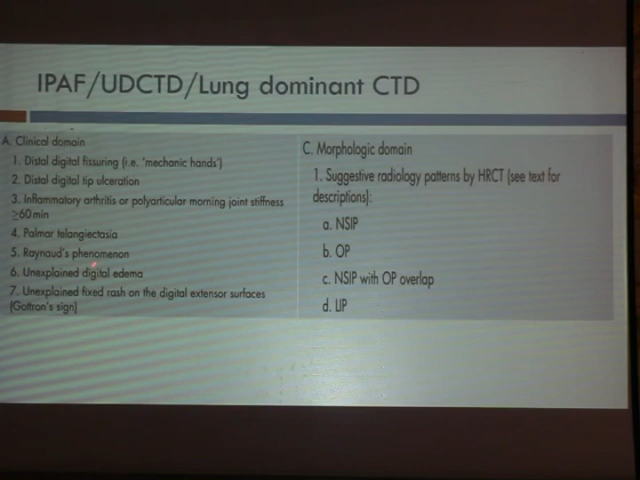 IPAF/UDCTD/Lung dominant CTD
A. Clinical domain
1. Distal digital fissuring (i.e. 'mechanic hands')
2. Distal digital tip ulceration
3. Inflammatory arthritis or polyarticular morning joint stiffness
≥60 min
4. Palmar telangiectasia
5. Raynaud's phenomenon
6. Unexplained digital edema
7. Unexplained fixed rash on the digital extensor surfaces
(Gottron's sign)
C. Morphologic domain
1. Suggestive radiology patterns by HRCT (see text for
descriptions):
a. NSIP
b. OP
c. NSIP with OP overlap
d. LIP